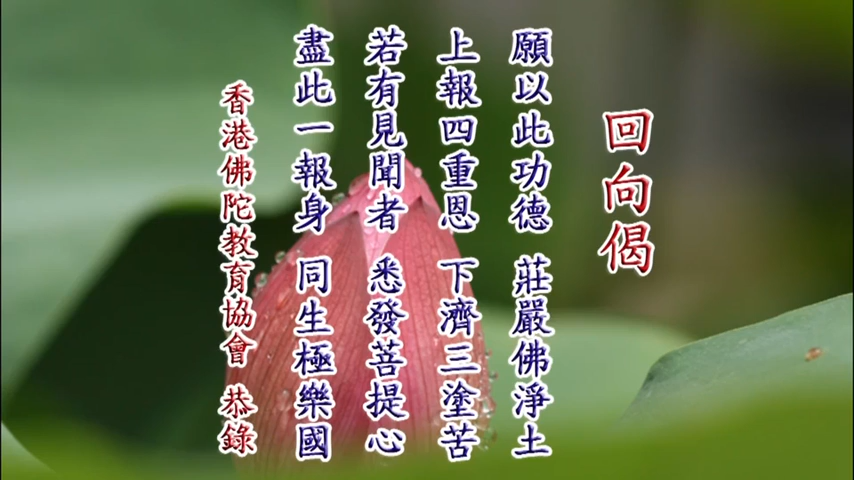 回向偈
願以此功德 莊嚴佛淨土
上報四重恩 下濟三塗苦
若有見聞者 悉發菩提心
盡此一報身 同生極樂國
香港佛陀教育協會 恭錄